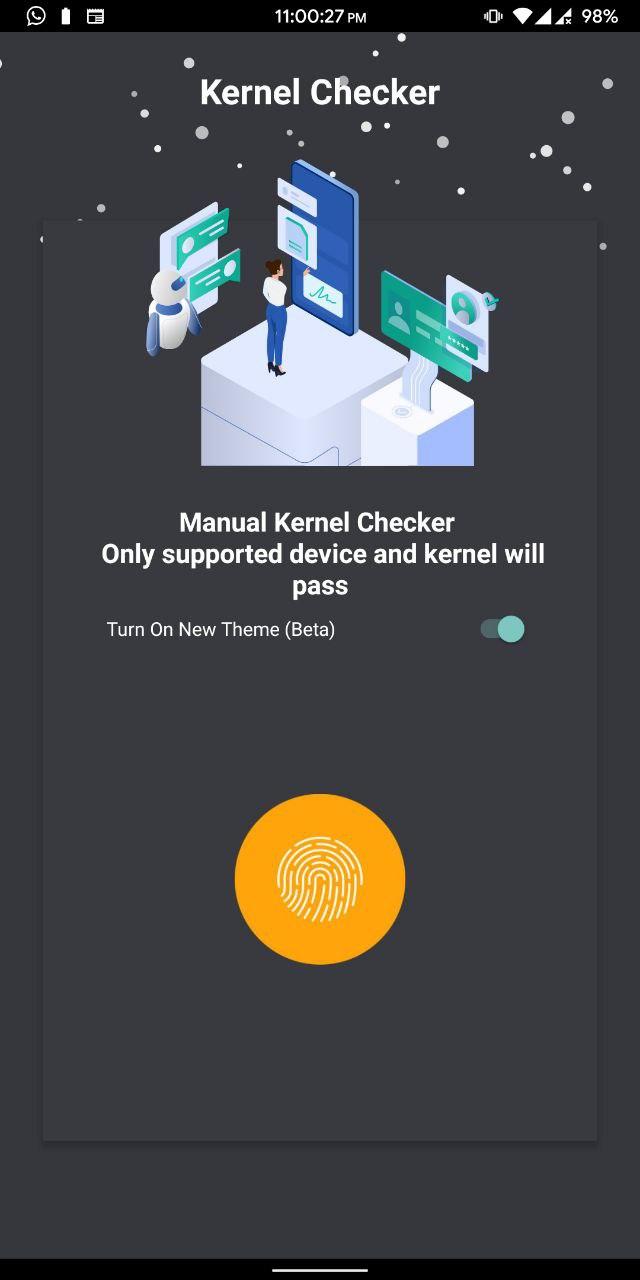 11:00:27 PM
98%
Kernel Checker
Manual Kernel Checker
Only supported device and kernel will
pass
Turn On New Theme (Beta)